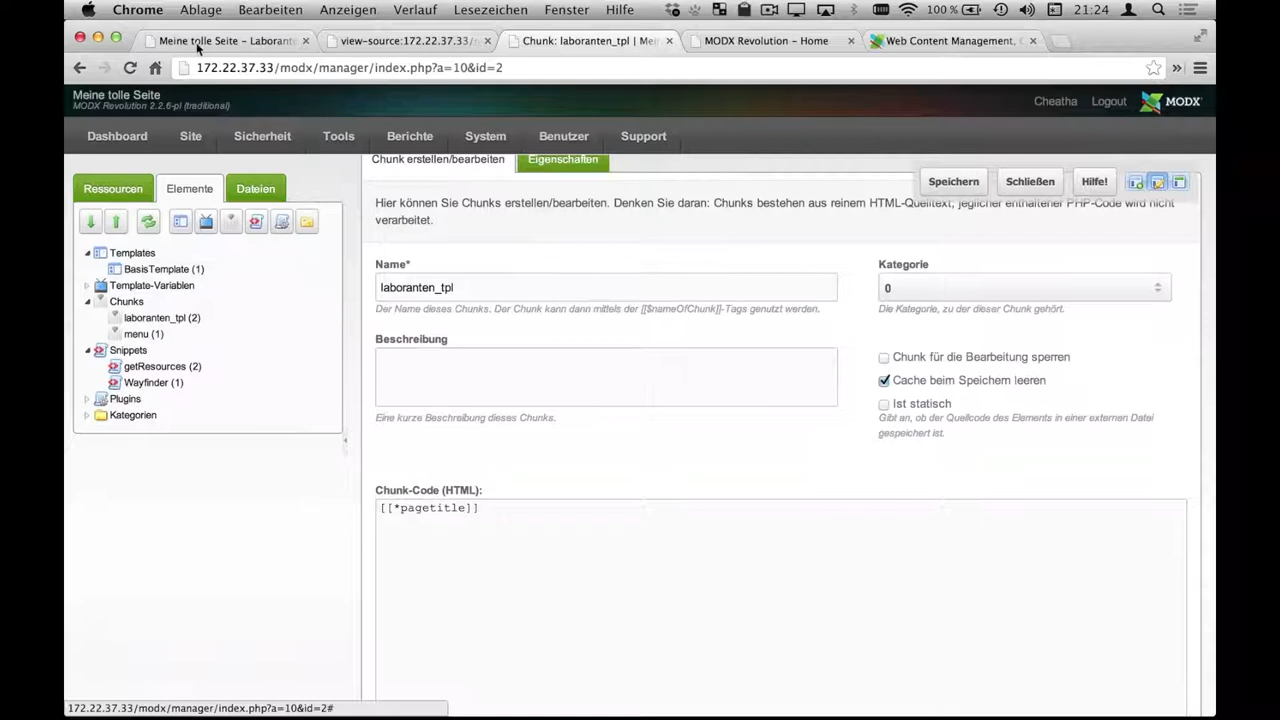 Chrome Ablage Bearbeiten Anzeigen Verlauf Lesezeichen Fenster Hilfe 100 % 21:24
Meine tolle Seite – Laborant
view-source:172.22.37.33/
Chunk: laboranten_tpl | Mei
MODX Revolution – Home
Web Content Management, C
172.22.37.33/modx/manager/index.php?a=10&id=2
Meine tolle Seite
MODX Revolution 2.2.6-pl (traditional)
Cheatha Logout MODX
Dashboard Site Sicherheit Tools Berichte System Benutzer Support
Chunk erstellen/bearbeiten Eigenschaften
Speichern Schließen Hilfe!
Ressourcen Elemente Dateien
Hier können Sie Chunks erstellen/bearbeiten. Denken Sie daran: Chunks bestehen aus reinem HTML-Quelltext, jeglicher enthaltener PHP-Code wird nicht
verarbeitet.
Templates
BasisTemplate (1)
Template-Variablen
Chunks
laboranten_tpl (2)
menu (1)
Snippets
getResources (2)
Wayfinder (1)
Plugins
Kategorien
Name*
laboranten_tpl
Der Name dieses Chunks. Der Chunk kann dann mittels der [[$nameOfChunk]]-Tags genutzt werden.
Kategorie
0
Die Kategorie, zu der dieser Chunk gehört.
Beschreibung
Eine kurze Beschreibung dieses Chunks.
Chunk für die Bearbeitung sperren
Cache beim Speichern leeren
Ist statisch
Gibt an, ob der Quellcode des Elements in einer externen Datei
gespeichert ist.
Chunk-Code (HTML):
[[*pagetitle]]
172.22.37.33/modx/manager/index.php?a=10&id=2#